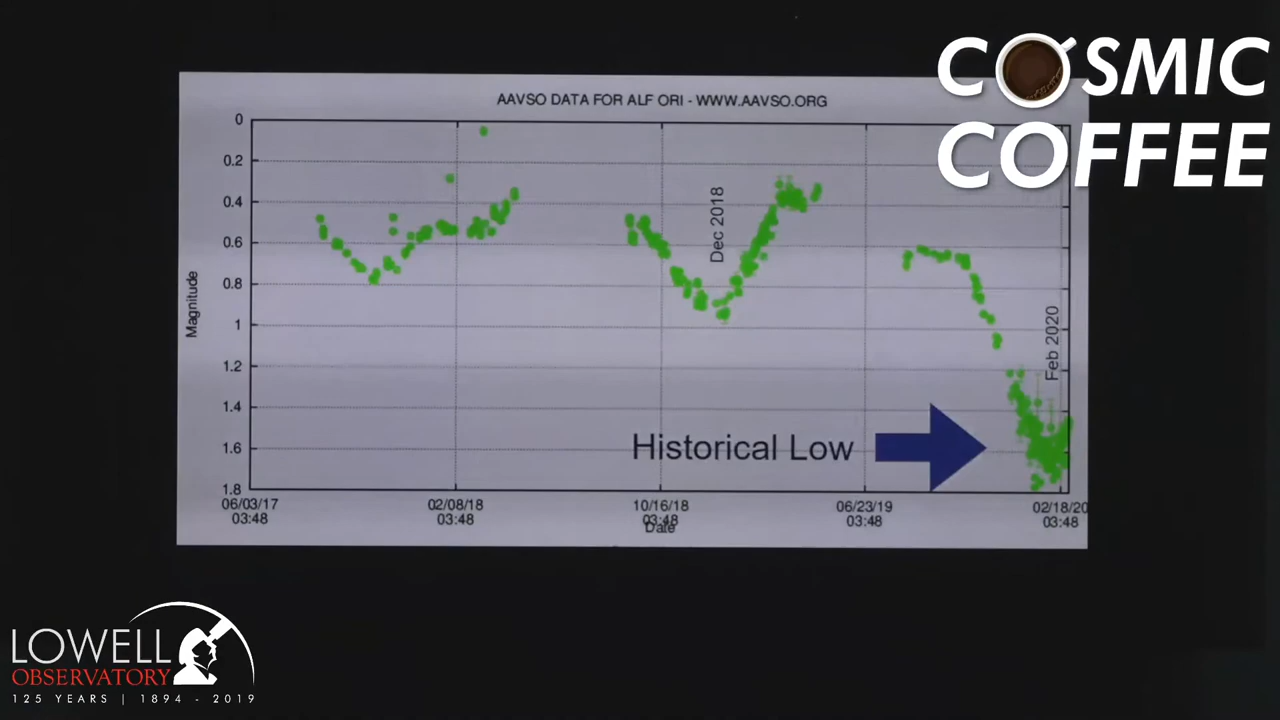 COSMIC
COFFEE
AAVSO DATA FOR ALF ORI - WWW.AAVSO.ORG
0
0.2
0.4
0.6
0.8
1
1.2
1.4
1.6
1.8
Magnitude
Dec 2018
Feb 2020
Historical Low
06/03/17
03:48
02/08/18
03:48
10/16/18
03:48
06/23/19
03:48
02/18/20
03:48
Date
LOWELL
OBSERVATORY
125 YEARS | 1894 - 2019